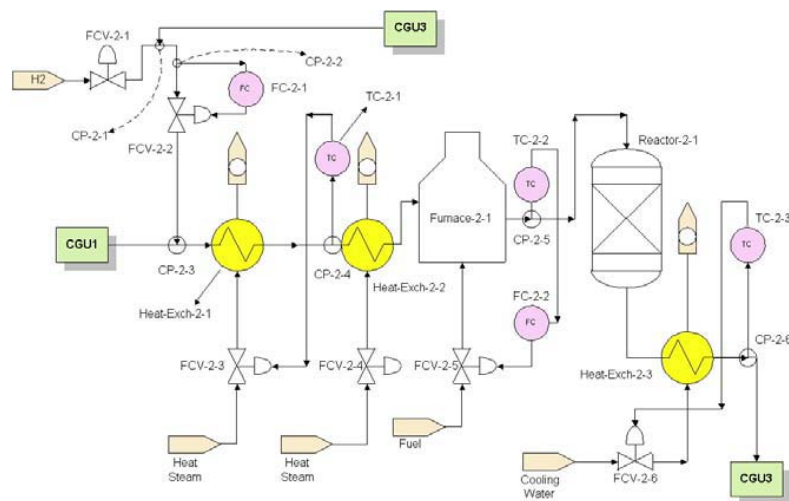 CGU3
FCV-2-1
H2
CP-2-2
FC
FC-2-1
TC-2-1
CP-2-1
FCV-2-2
TC
TC-2-2
TC
Reactor-2-1
Furnace-2-1
CGU1
CP-2-3
CP-2-4
CP-2-5
TC-2-3
TC
Heat-Exch-2-1
Heat-Exch-2-2
FC-2-2
FC
CP-2-6
FCV-2-3
FCV-2-4
FCV-2-5
Heat-Exch-2-3
Heat
Steam
Heat
Steam
Fuel
Cooling
Water
FCV-2-6
CGU3